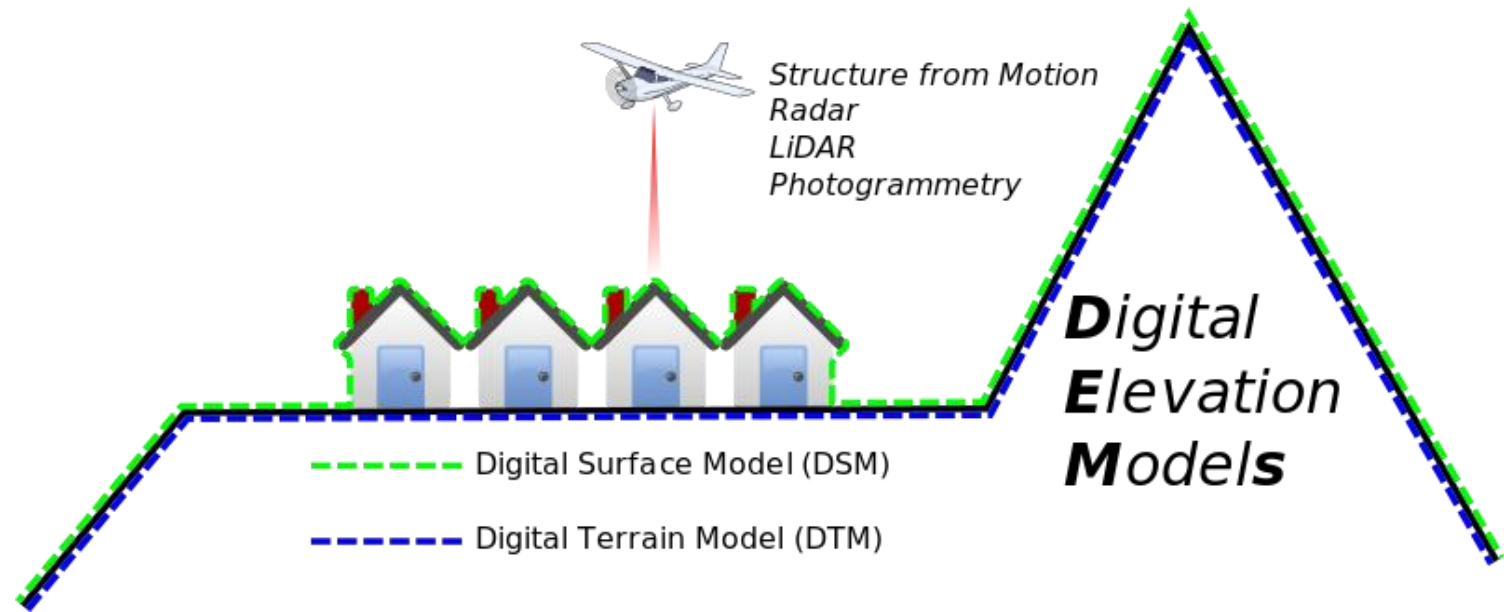 Structure from Motion
Radar
LiDAR
Photogrammetry
Digital
Elevation
Models
Digital Surface Model (DSM)
Digital Terrain Model (DTM)